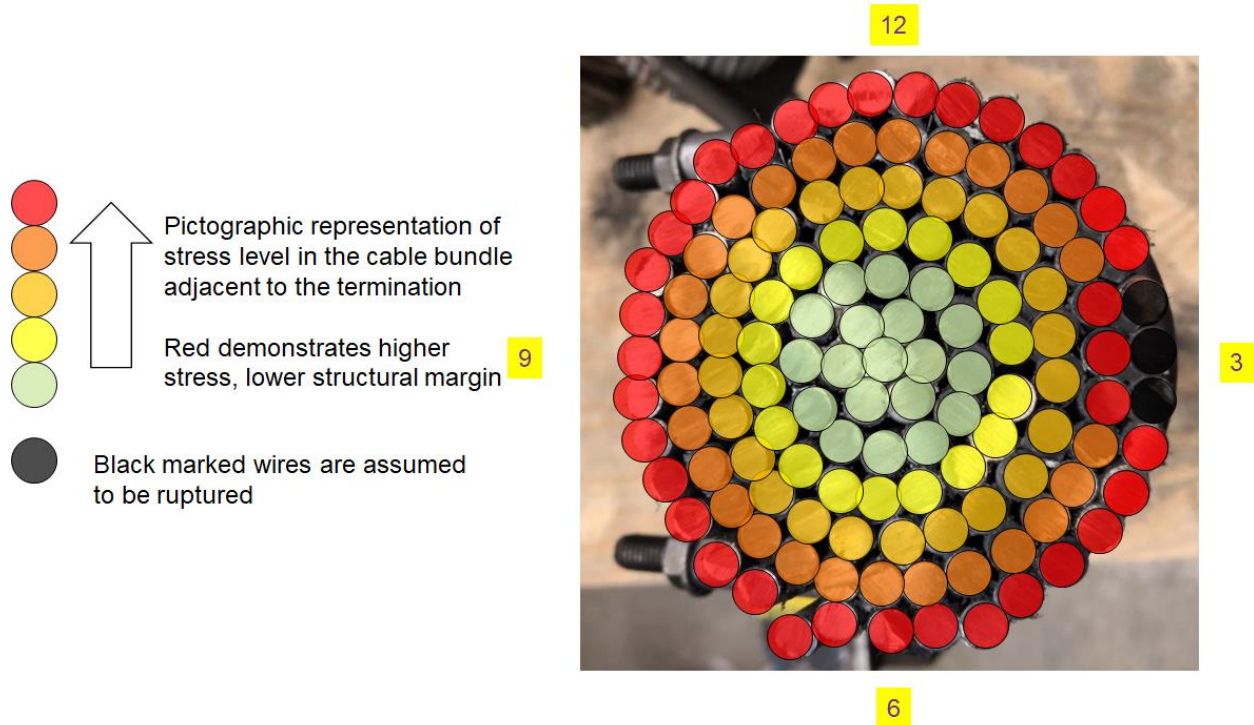 12
Pictographic representation of
stress level in the cable bundle
adjacent to the termination
Red demonstrates higher
stress, lower structural margin
9
3
Black marked wires are assumed
to be ruptured
6